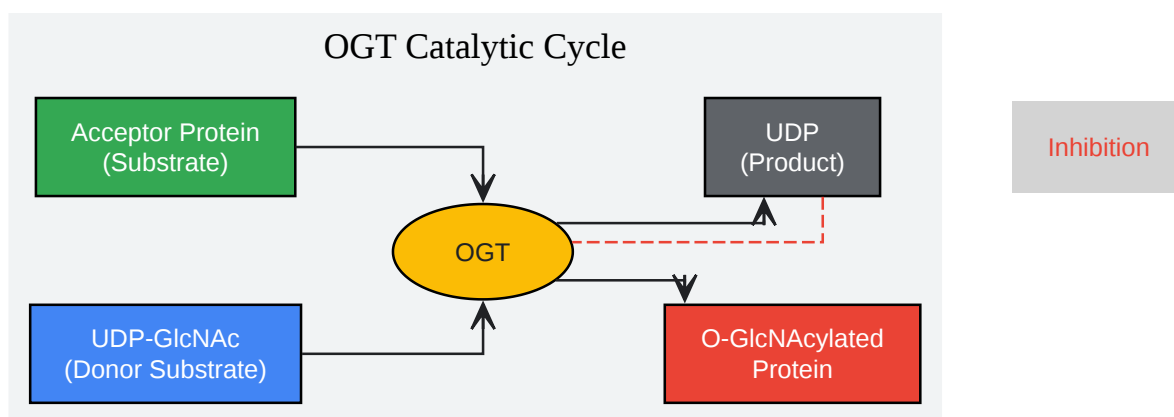 OGT Catalytic Cycle
Acceptor Protein
(Substrate)
UDP
(Product)
Inhibition
OGT
UDP-GlcNAc
(Donor Substrate)
O-GlcNAcylated
Protein